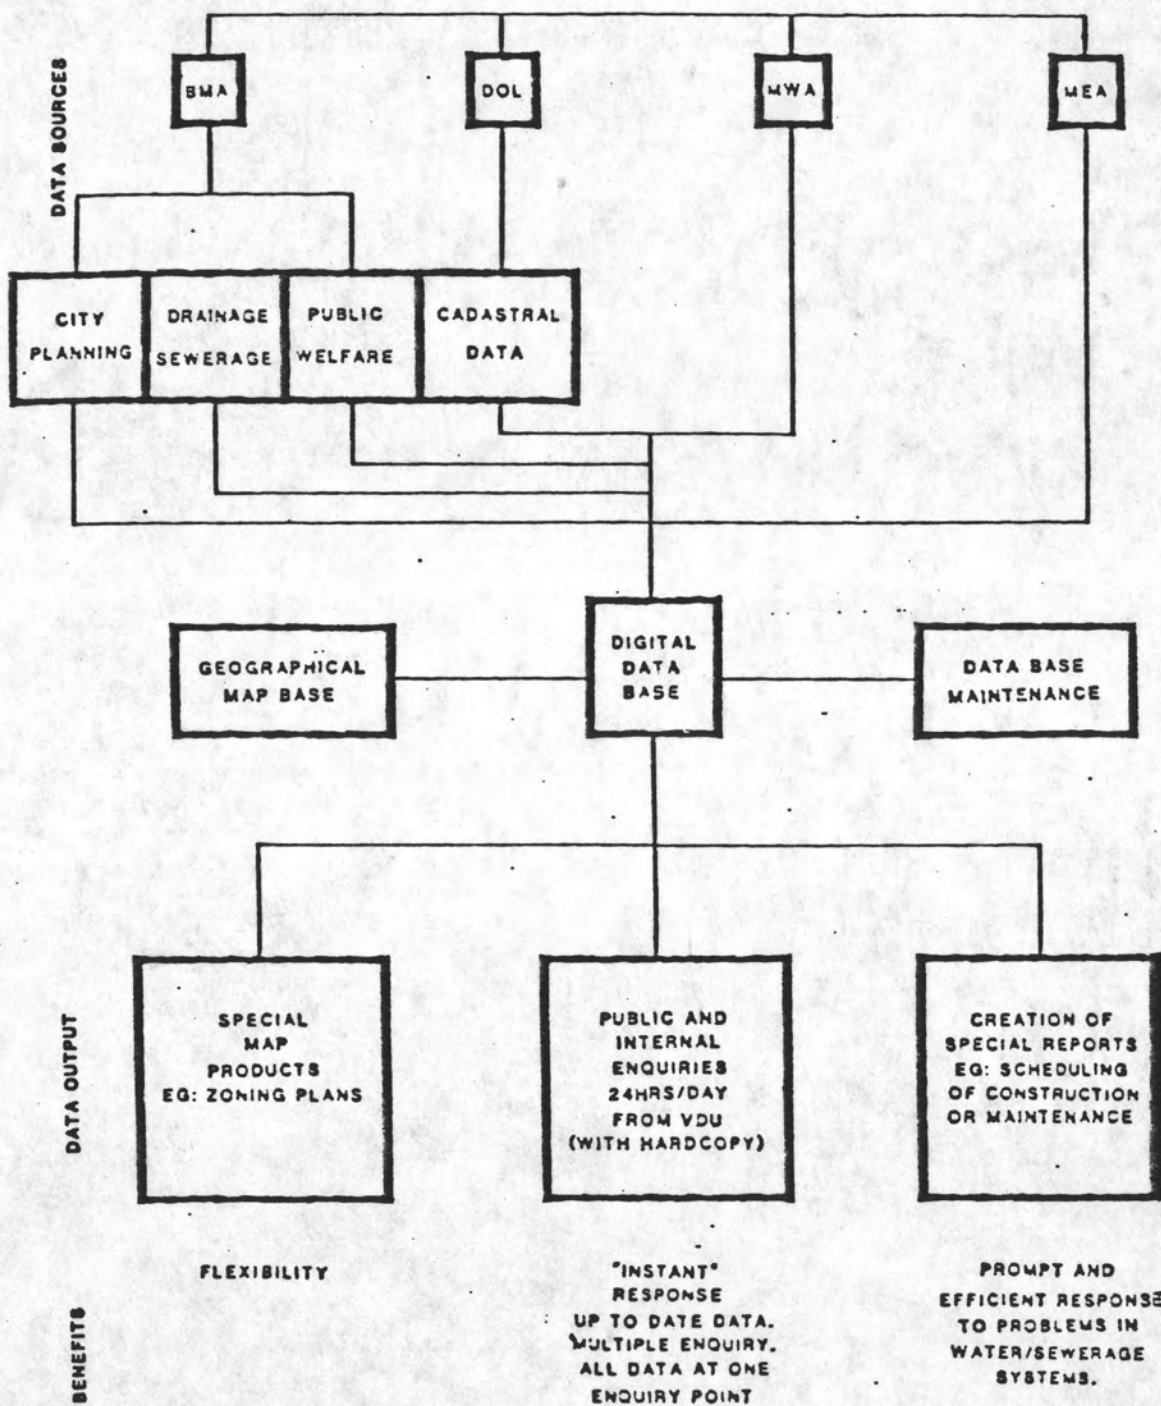 DATA SOURCES
BMA
DOL
MWA
MEA
CITY
PLANNING
DRAINAGE
SEWERAGE
PUBLIC
WELFARE
CADASTRAL
DATA
GEOGRAPHICAL
MAP BASE
DIGITAL
DATA
BASE
DATA BASE
MAINTENANCE
DATA OUTPUT
SPECIAL
MAP
PRODUCTS
EG: ZONING PLANS
PUBLIC AND
INTERNAL
ENQUIRIES
24HRS/DAY
FROM VDU
(WITH HARDCOPY)
CREATION OF
SPECIAL REPORTS
EG: SCHEDULING
OF CONSTRUCTION
OR MAINTENANCE
BENEFITS
FLEXIBILITY
"INSTANT"
RESPONSE
UP TO DATE DATA.
MULTIPLE ENQUIRY.
ALL DATA AT ONE
ENQUIRY POINT
PROMPT AND
EFFICIENT RESPONSE
TO PROBLEMS IN
WATER/SEWERAGE
SYSTEMS.